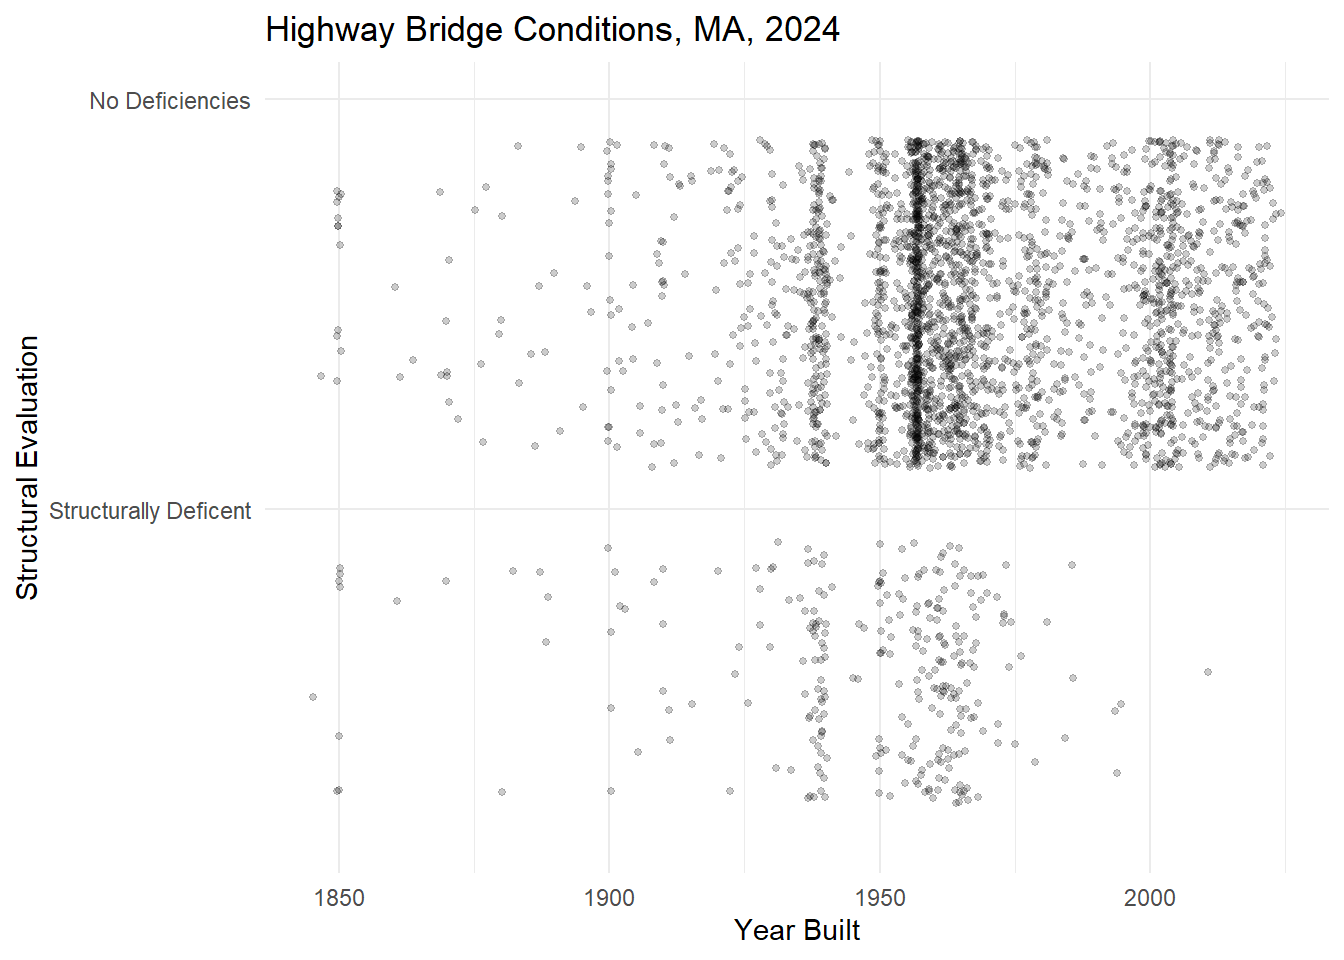 Highway Bridge Conditions, MA, 2024
No Deficiencies
Structurally Deficent
Structural Evaluation
1850
1900
1950
2000
Year Built